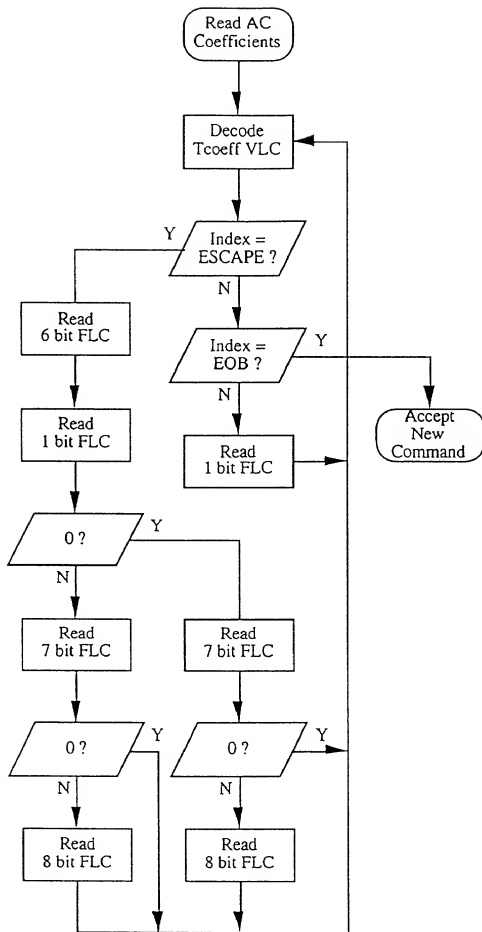 Read AC
Coefficients
Decode
Tcoeff VLC
Index =
ESCAPE ?
Y
N
Read
6 bit FLC
Index =
EOB ?
Y
N
Read
1 bit FLC
Read
1 bit FLC
Accept
New
Command
0 ?
Y
N
Read
7 bit FLC
Read
7 bit FLC
0 ?
Y
N
0 ?
Y
N
Read
8 bit FLC
Read
8 bit FLC